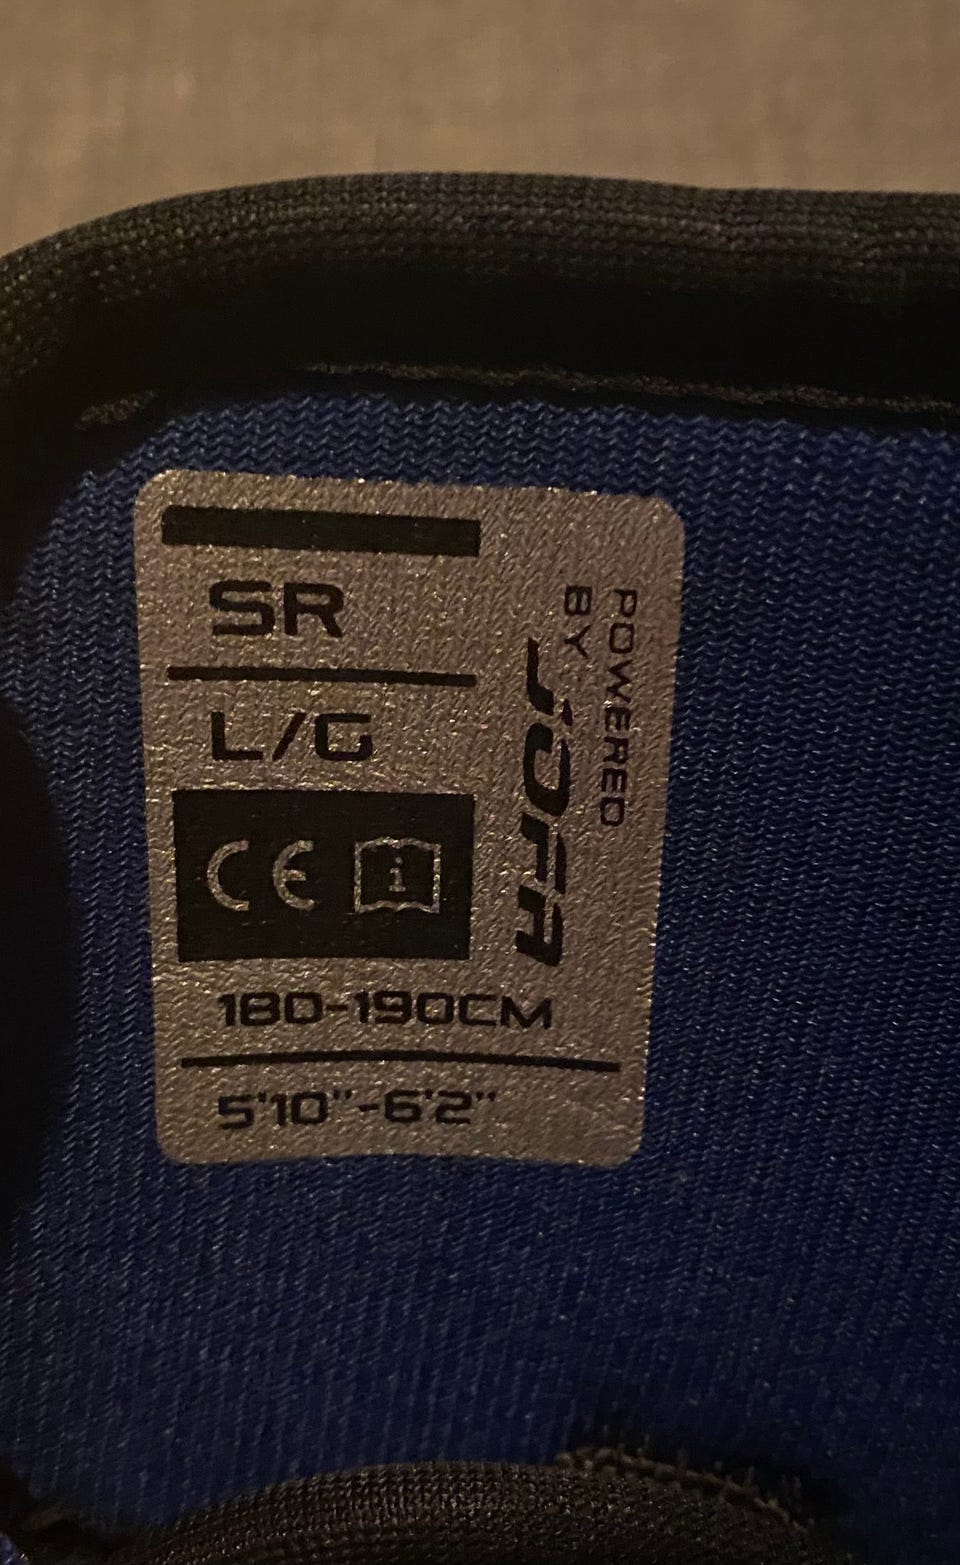 SR
L/G
CE i
180-190CM
5'10"-6'2"
POWERED
BY
JOFA